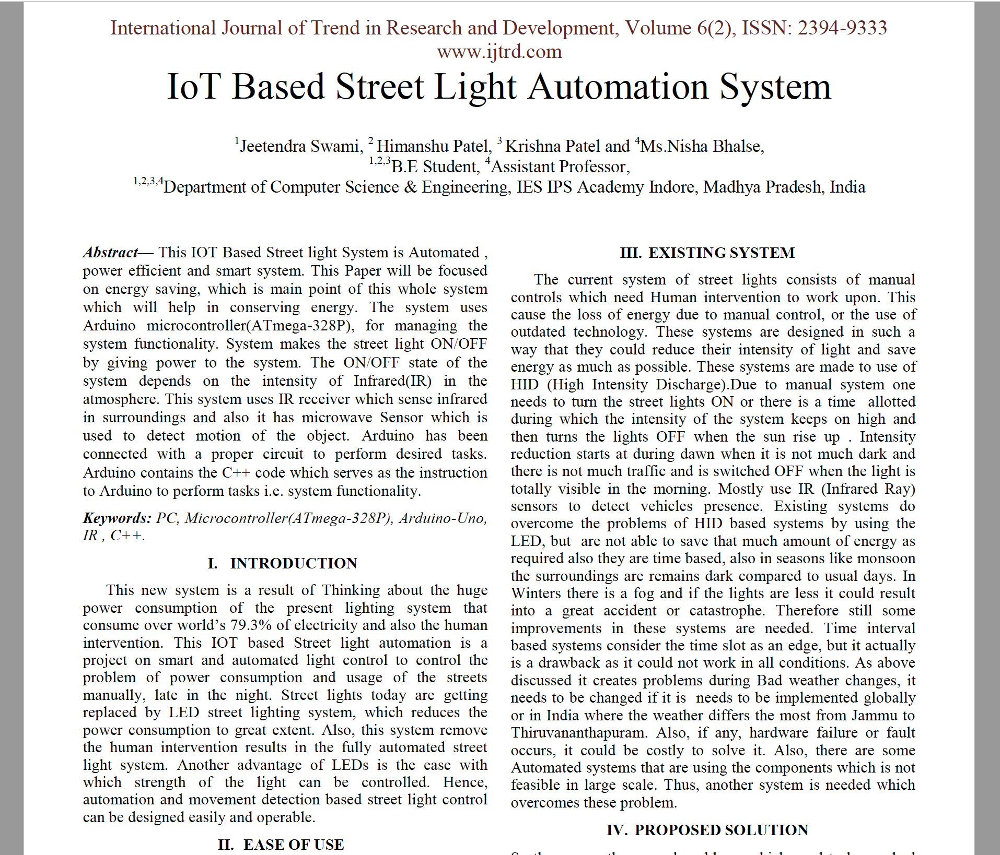 International Journal of Trend in Research and Development, Volume 6(2), ISSN: 2394-9333
www.ijtrd.com
IoT Based Street Light Automation System
1Jeetendra Swami, 2 Himanshu Patel, 3 Krishna Patel and 4Ms.Nisha Bhalse,
1,2,3B.E Student, 4Assistant Professor,
1,2,3,4Department of Computer Science & Engineering, IES IPS Academy Indore, Madhya Pradesh, India
Abstract— This IOT Based Street light System is Automated ,
power efficient and smart system. This Paper will be focused
on energy saving, which is main point of this whole system
which will help in conserving energy. The system uses
Arduino microcontroller(ATmega-328P), for managing the
system functionality. System makes the street light ON/OFF
by giving power to the system. The ON/OFF state of the
system depends on the intensity of Infrared(IR) in the
atmosphere. This system uses IR receiver which sense infrared
in surroundings and also it has microwave Sensor which is
used to detect motion of the object. Arduino has been
connected with a proper circuit to perform desired tasks.
Arduino contains the C++ code which serves as the instruction
to Arduino to perform tasks i.e. system functionality.
Keywords: PC, Microcontroller(ATmega-328P), Arduino-Uno,
IR , C++.
I. INTRODUCTION
This new system is a result of Thinking about the huge
power consumption of the present lighting system that
consume over world’s 79.3% of electricity and also the human
intervention. This IOT based Street light automation is a
project on smart and automated light control to control the
problem of power consumption and usage of the streets
manually, late in the night. Street lights today are getting
replaced by LED street lighting system, which reduces the
power consumption to great extent. Also, this system remove
the human intervention results in the fully automated street
light system. Another advantage of LEDs is the ease with
which strength of the light can be controlled. Hence,
automation and movement detection based street light control
can be designed easily and operable.
II. EASE OF USE
III. EXISTING SYSTEM
The current system of street lights consists of manual
controls which need Human intervention to work upon. This
cause the loss of energy due to manual control, or the use of
outdated technology. These systems are designed in such a
way that they could reduce their intensity of light and save
energy as much as possible. These systems are made to use of
HID (High Intensity Discharge).Due to manual system one
needs to turn the street lights ON or there is a time allotted
during which the intensity of the system keeps on high and
then turns the lights OFF when the sun rise up . Intensity
reduction starts at during dawn when it is not much dark and
there is not much traffic and is switched OFF when the light is
totally visible in the morning. Mostly use IR (Infrared Ray)
sensors to detect vehicles presence. Existing systems do
overcome the problems of HID based systems by using the
LED, but are not able to save that much amount of energy as
required also they are time based, also in seasons like monsoon
the surroundings are remains dark compared to usual days. In
Winters there is a fog and if the lights are less it could result
into a great accident or catastrophe. Therefore still some
improvements in these systems are needed. Time interval
based systems consider the time slot as an edge, but it actually
is a drawback as it could not work in all conditions. As above
discussed it creates problems during Bad weather changes, it
needs to be changed if it is needs to be implemented globally
or in India where the weather differs the most from Jammu to
Thiruvananthapuram. Also, if any, hardware failure or fault
occurs, it could be costly to solve it. Also, there are some
Automated systems that are using the components which is not
feasible in large scale. Thus, another system is needed which
overcomes these problem.
IV. PROPOSED SOLUTION